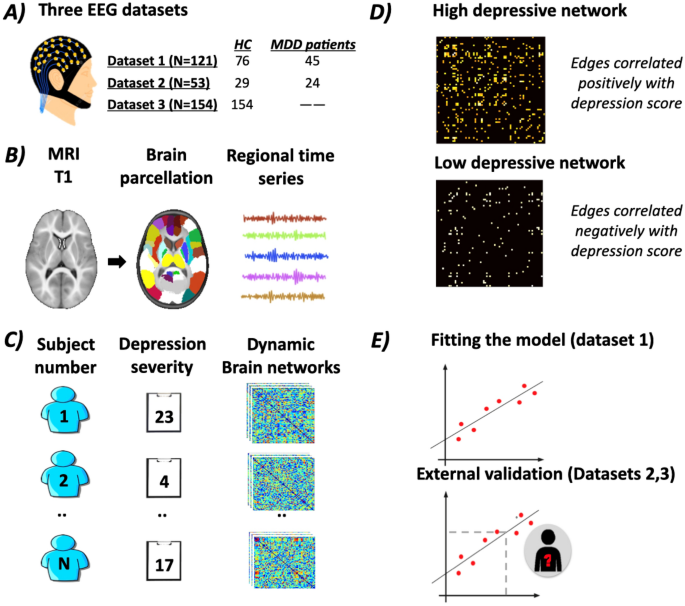 A) Three EEG datasets
HC MDD patients
Dataset 1 (N=121) 76 45
Dataset 2 (N=53) 29 24
Dataset 3 (N=154) 154 ——
B) MRI
T1
Brain
parcellation
Regional time
series
C) Subject
number
Depression
severity
Dynamic
Brain networks
1 23
2 4
.. .. ..
N 17
D) High depressive network
Edges correlated
positively with
depression score
Low depressive network
Edges correlated
negatively with
depression score
E) Fitting the model (dataset 1)
External validation (Datasets 2,3)
?